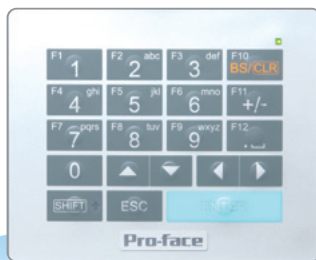 F1 1 F2 abc 2 F3 def 3 F10 BS/CLR
F4 ghi 4 F5 jkl 5 F6 mno 6 F11 +/-
F7 pqrs 7 F8 tuv 8 F9 wxyz 9 F12 .
0
SHIFT ESC ENTER
Pro-face